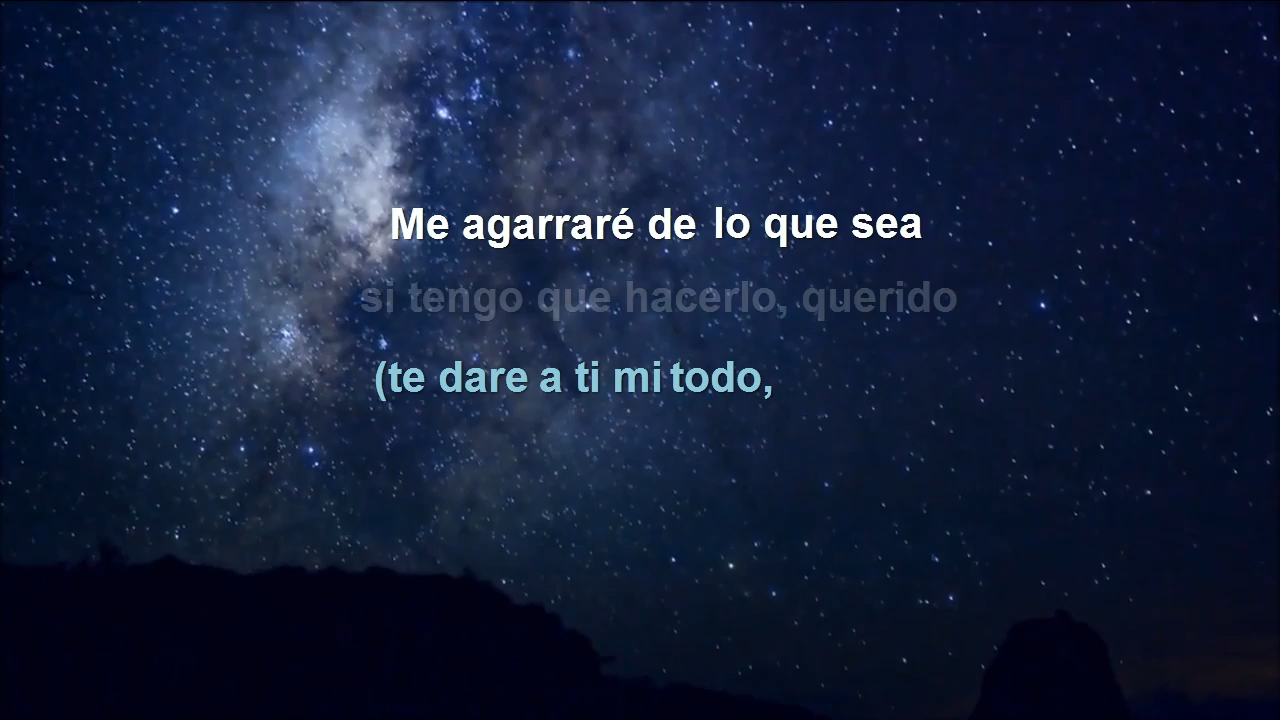 Me agarraré de lo que sea
si tengo que hacerlo, querido
(te dare a ti mi todo,